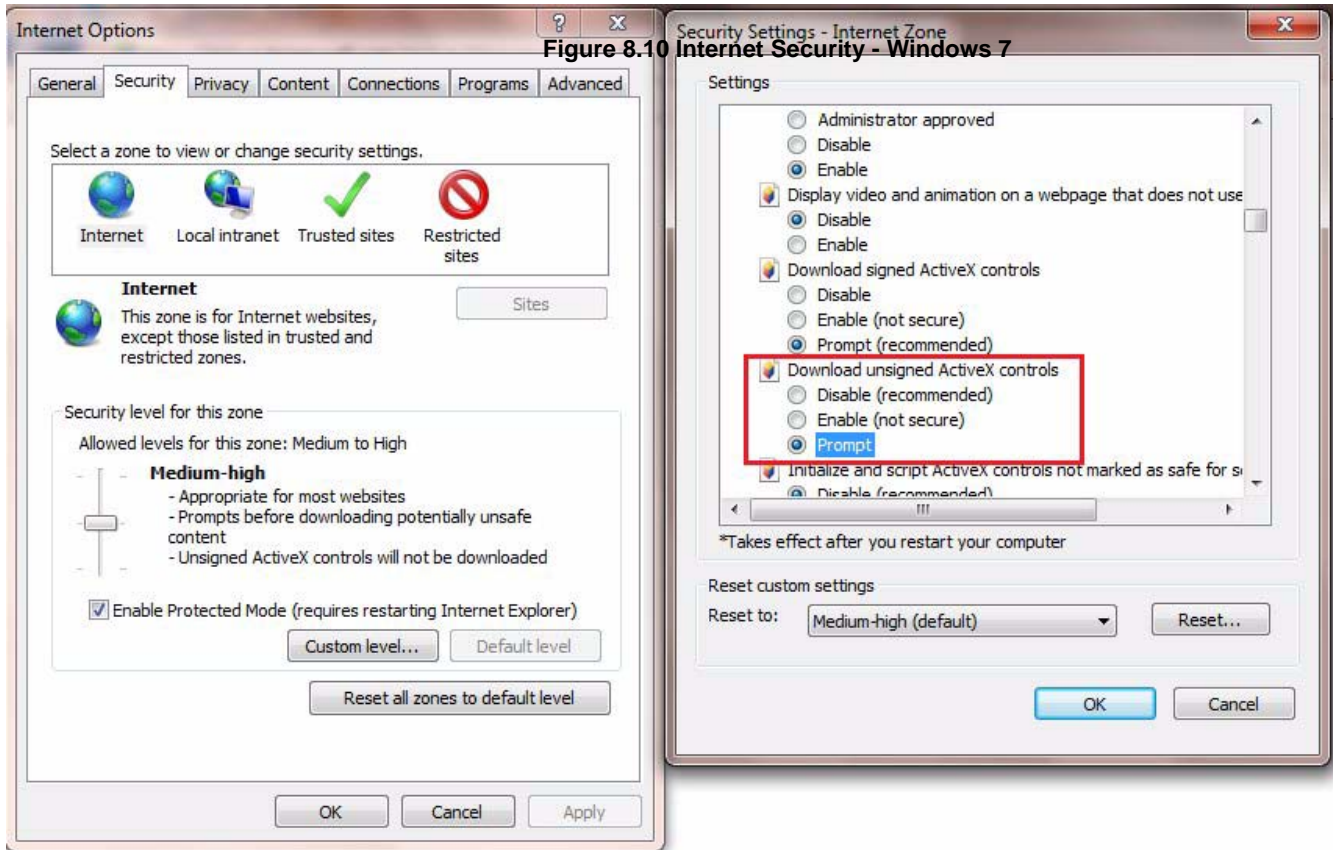 Internet Options
Figure 8.10 Internet Security - Windows 7
General Security Privacy Content Connections Programs Advanced
Select a zone to view or change security settings.
Internet
Local intranet
Trusted sites
Restricted
sites
Internet
This zone is for Internet websites,
except those listed in trusted and
restricted zones.
Sites
Security level for this zone
Allowed levels for this zone: Medium to High
Medium-high
- Appropriate for most websites
- Prompts before downloading potentially unsafe
content
- Unsigned ActiveX controls will not be downloaded
Enable Protected Mode (requires restarting Internet Explorer)
Custom level...
Default level
Reset all zones to default level
OK
Cancel
Apply
Security Settings - Internet Zone
Settings
Administrator approved
Disable
Enable
Display video and animation on a webpage that does not use
Disable
Enable
Download signed ActiveX controls
Disable
Enable (not secure)
Prompt (recommended)
Download unsigned ActiveX controls
Disable (recommended)
Enable (not secure)
Prompt
Initialize and script ActiveX controls not marked as safe for
Disable (recommended)
*Takes effect after you restart your computer
Reset custom settings
Reset to:
Medium-high (default)
Reset...
OK
Cancel